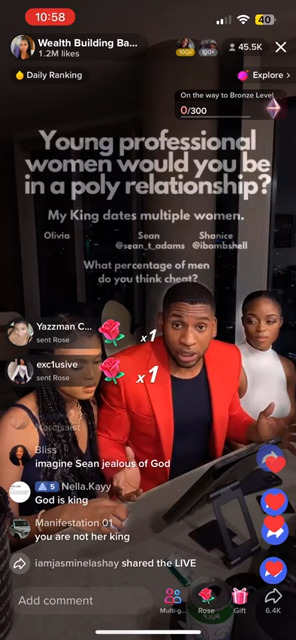 10:58
40
Wealth Building Ba...
1.2M likes
100+
100+
45.5K
Daily Ranking
Explore >
On the way to Bronze Level
0/300
Young professional
women would you be
in a poly relationship?
My King dates multiple women.
Olivia
Sean
Shanice
@sean_t_adams
@ibombshell
What percentage of men
do you think cheat?
Yazzman C...
sent Rose
x1
exc1usive
sent Rose
x1
Narcissist
Bliss
imagine Sean jealous of God
5 Nella.Kayy
God is king
Manifestation 01
you are not her king
iamjasminelashay shared the LIVE
Add comment
Multi-g...
Rose
Gift
6.4K